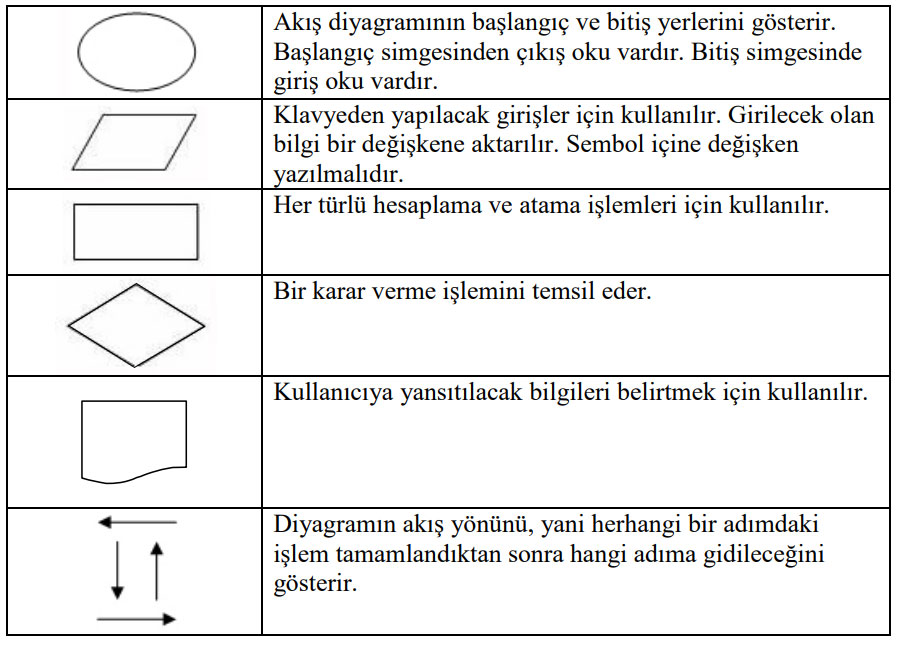 Akış diyagramının başlangıç ve bitiş yerlerini gösterir.
Başlangıç simgesinden çıkış oku vardır. Bitiş simgesinde
giriş oku vardır.
Klavyeden yapılacak girişler için kullanılır. Girilecek olan
bilgi bir değişkene aktarılır. Sembol içine değişken
yazılmalıdır.
Her türlü hesaplama ve atama işlemleri için kullanılır.
Bir karar verme işlemini temsil eder.
Kullanıcıya yansıtılacak bilgileri belirtmek için kullanılır.
Diyagramın akış yönünü, yani herhangi bir adımdaki
işlem tamamlandıktan sonra hangi adıma gidileceğini
gösterir.